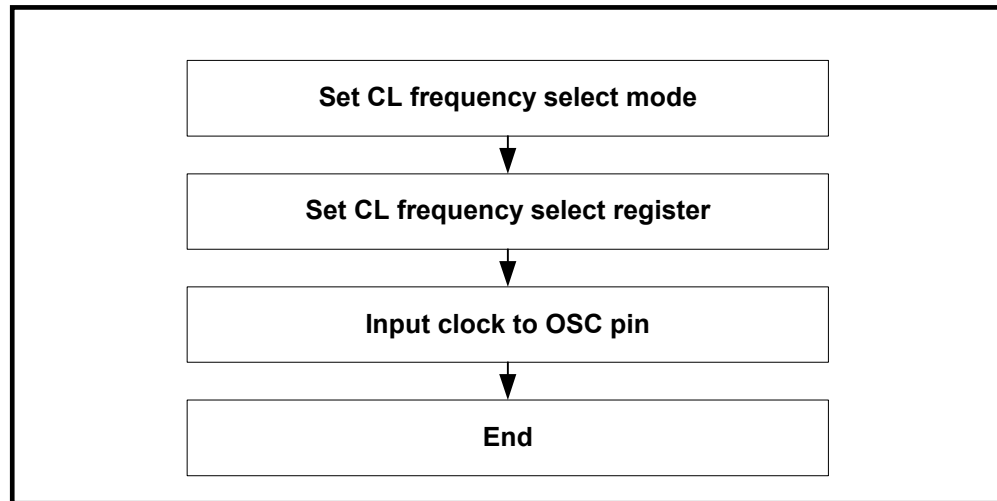 Set CL frequency select mode
Set CL frequency select register
Input clock to OSC pin
End